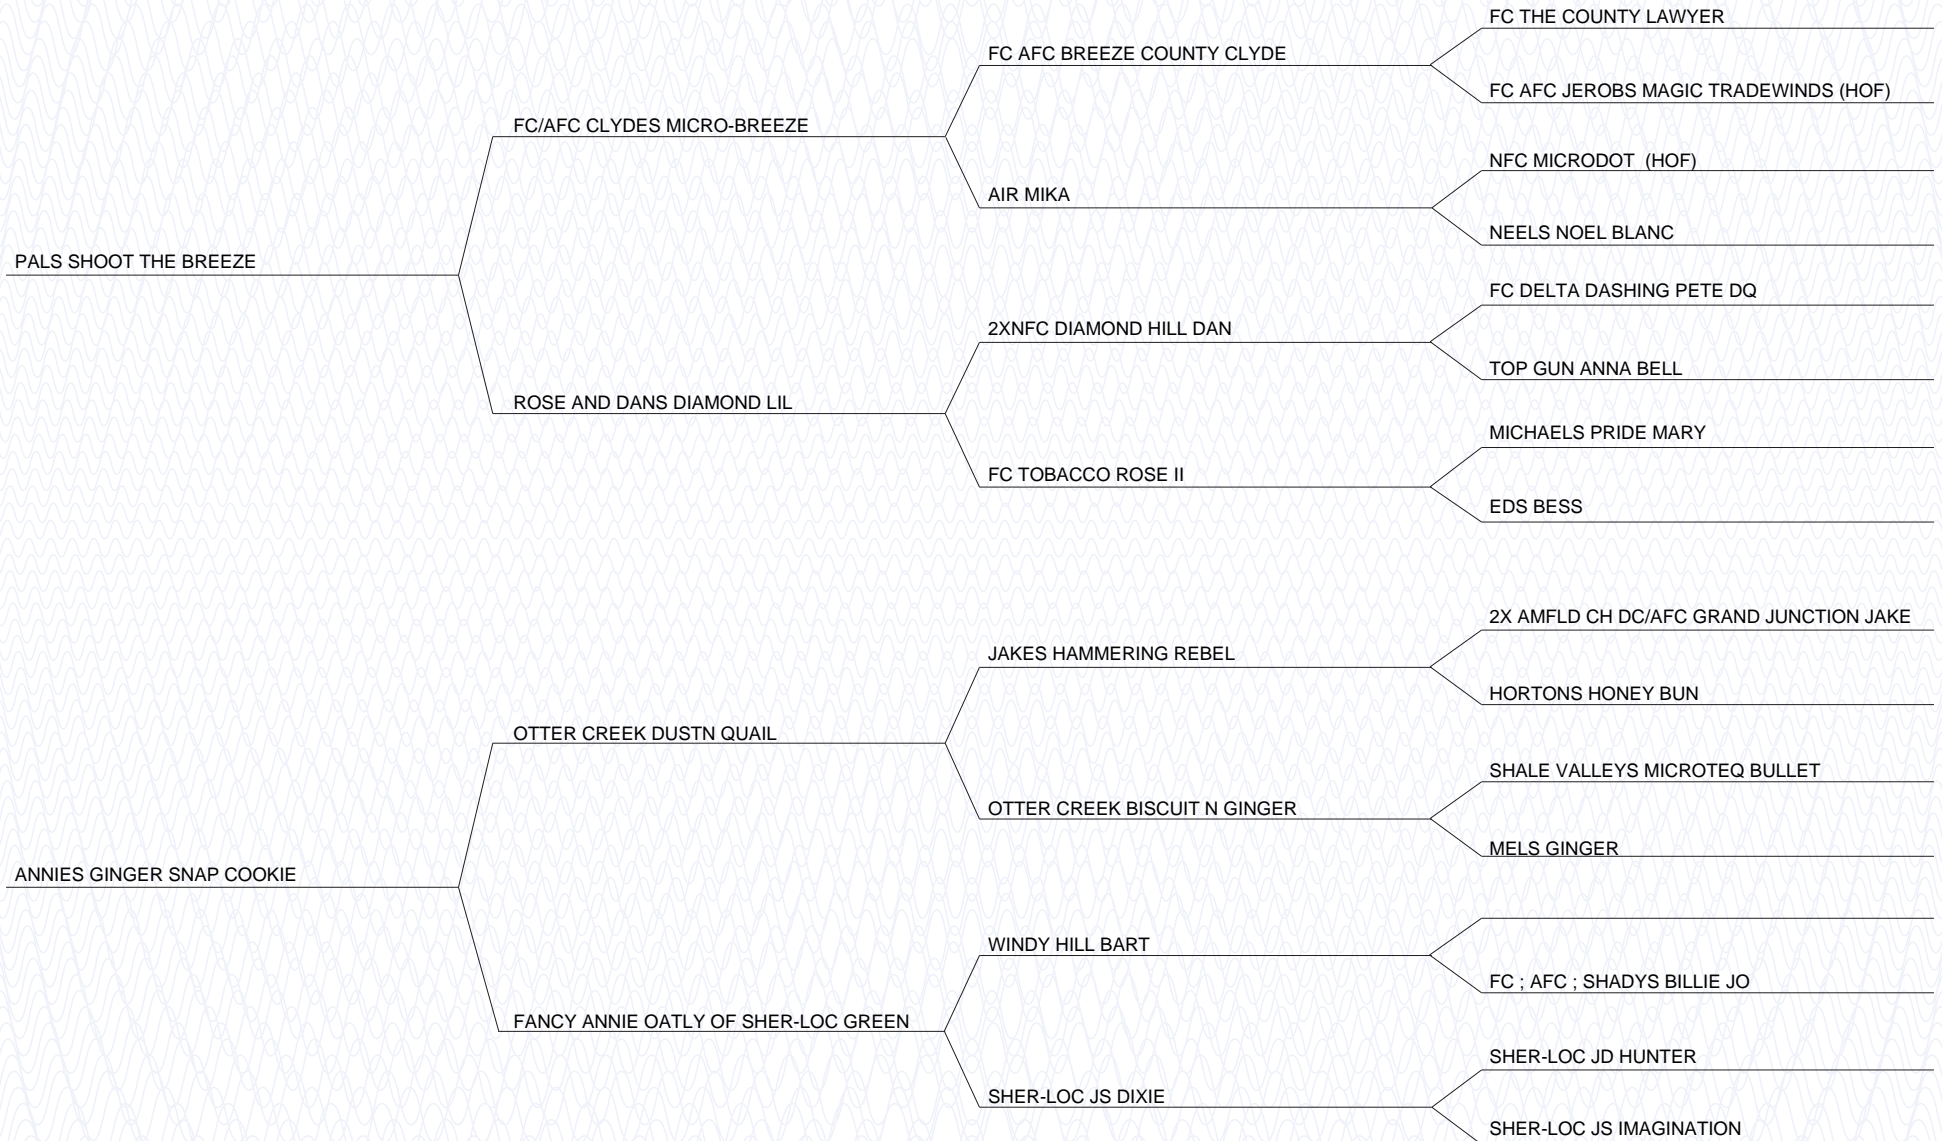 FC THE COUNTY LAWYER
FC AFC BREEZE COUNTY CLYDE
FC AFC JEROBS MAGIC TRADEWINDS (HOF)
FC/AFC CLYDES MICRO-BREEZE
NFC MICRODOT (HOF)
AIR MIKA
NEELS NOEL BLANC
PALS SHOOT THE BREEZE
FC DELTA DASHING PETE DQ
2XNFC DIAMOND HILL DAN
TOP GUN ANNA BELL
ROSE AND DANS DIAMOND LIL
MICHAELS PRIDE MARY
FC TOBACCO ROSE II
EDS BESS
2X AMFLD CH DC/AFC GRAND JUNCTION JAKE
JAKES HAMMERING REBEL
HORTONS HONEY BUN
OTTER CREEK DUSTN QUAIL
SHALE VALLEYS MICROTEQ BULLET
OTTER CREEK BISCUIT N GINGER
MELS GINGER
ANNIES GINGER SNAP COOKIE
WINDY HILL BART
FC ; AFC ; SHADYS BILLIE JO
FANCY ANNIE OATLY OF SHER-LOC GREEN
SHER-LOC JD HUNTER
SHER-LOC JS DIXIE
SHER-LOC JS IMAGINATION